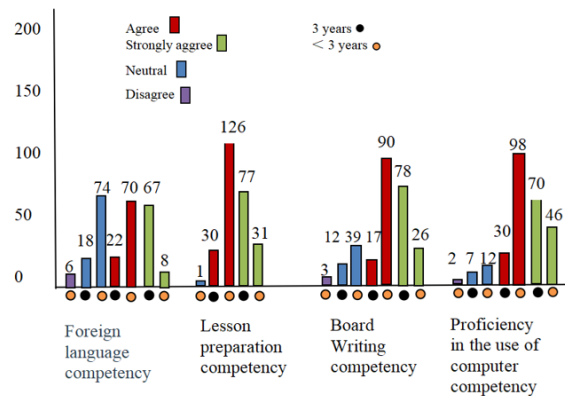 200
150
100
50
0
Agree
Strongly aggree
Neutral
Disagree
3 years
< 3 years
6 18 74 22 70 67 8
1 30 126 77 31
3 12 39 17 90 78 26
2 7 12 30 98 70 46
Foreign
language
competency
Lesson
preparation
competency
Board
Writing
competency
Proficiency
in the use of
computer
competency